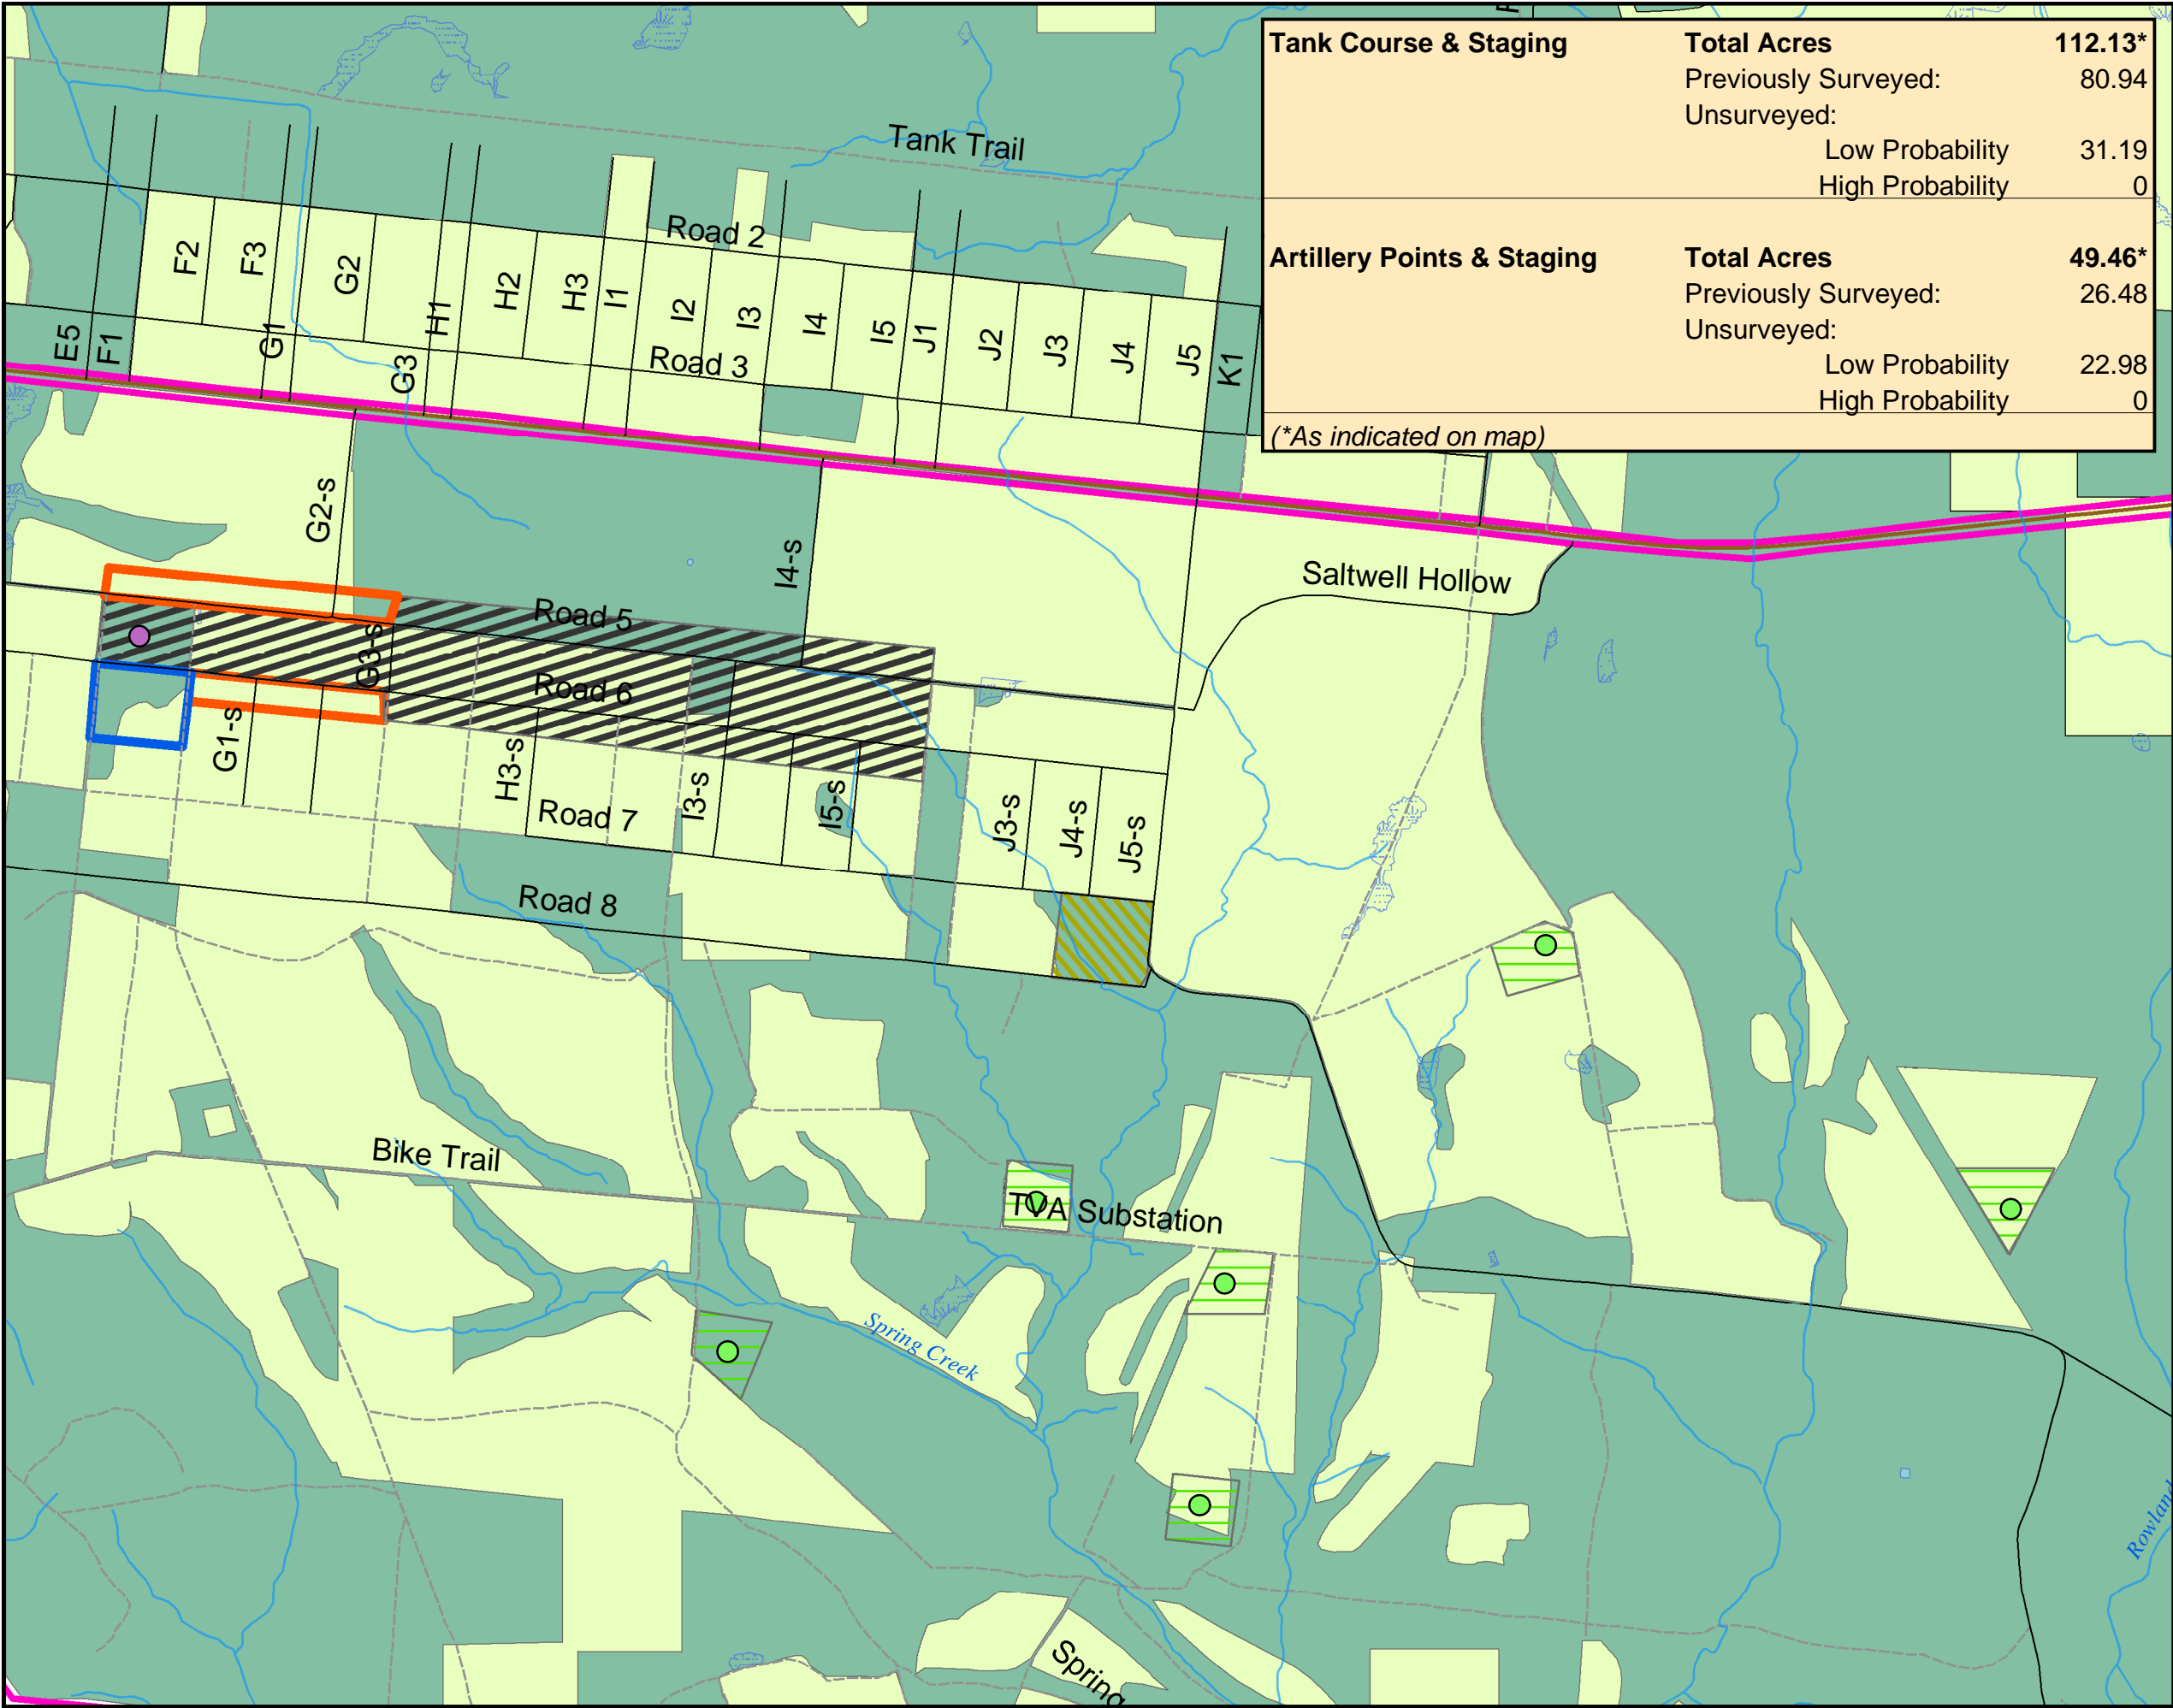 Tank Course & Staging Total Acres 112.13*
Previously Surveyed: 80.94
Unsurveyed:
Low Probability 31.19
High Probability 0
Artillery Points & Staging Total Acres 49.46*
Previously Surveyed: 26.48
Unsurveyed:
Low Probability 22.98
High Probability 0
(*As indicated on map)
Tank Trail
Road 2
F2
F3
G2
H2
H3
I1
I2
I3
I4
I5
J1
J2
J3
J4
J5
K1
E5
F1
G1
G3
H1
Road 3
G2-s
I4-s
Saltwell Hollow
Road 5
G3-s
Road 6
G1-s
H3-s
I3-s
I5-s
J3-s
J4-s
J5-s
Road 7
Road 8
Bike Trail
TVA Substation
Spring Creek
Rowland
Spring